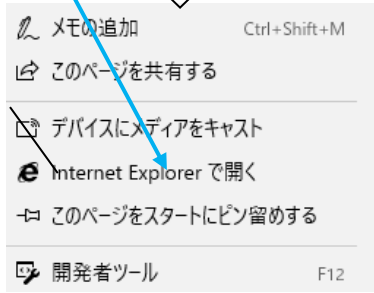 メモの追加 Ctrl+Shift+M
このページを共有する
デバイスにメディアをキャスト
Internet Explorer で開く
このページをスタートにピン留めする
開発者ツール F12